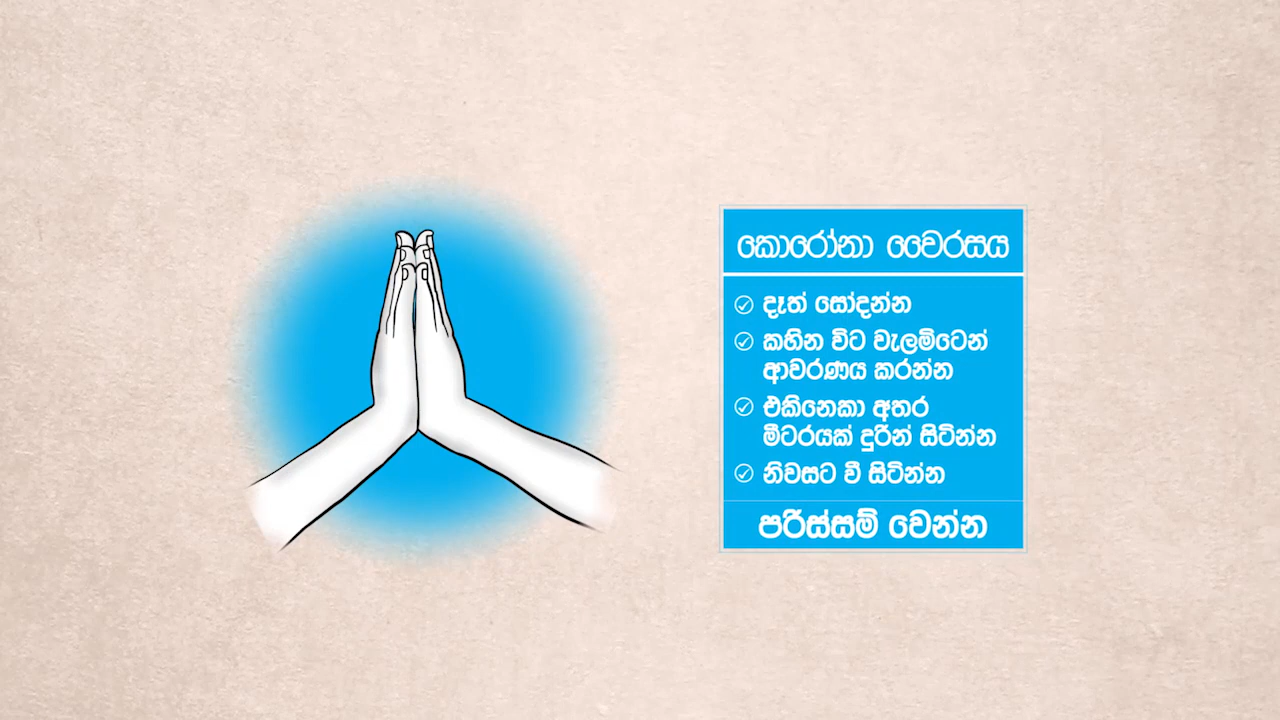 කොරෝනා වෛරසය
දෑත් සෝදන්න
කහින විට වැලමිටෙන්
ආවරණය කරන්න
එකිනෙකා අතර
මීටරයක් දුරින් සිටින්න
නිවසට වී සිටින්න
පරිස්සම් වෙන්න